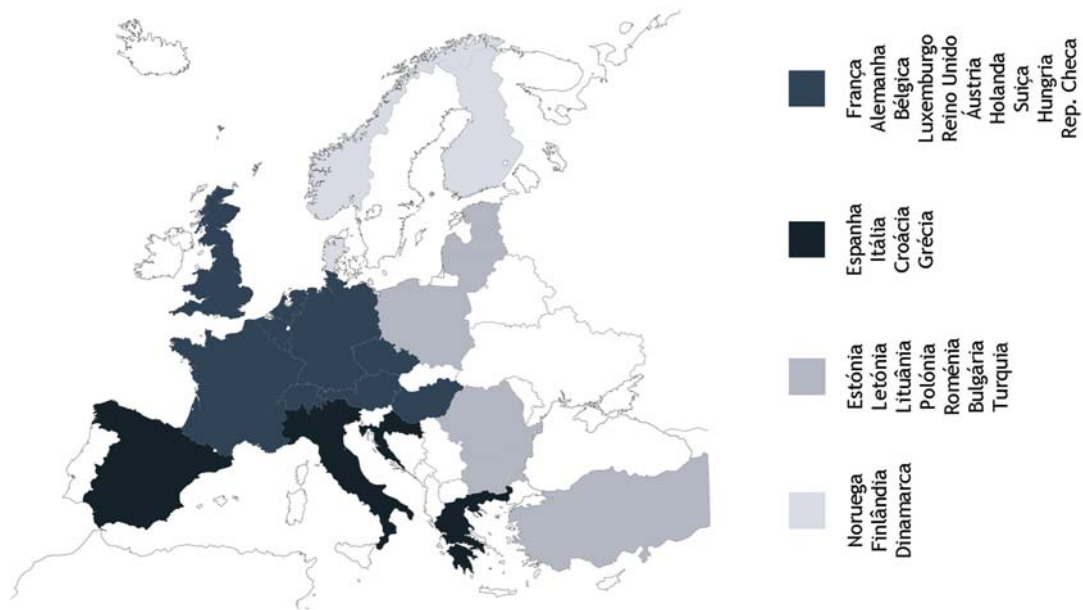 França
Alemanha
Bélgica
Luxemburgo
Reino Unido
Áustria
Holanda
Suíça
Hungria
Rep. Checa
Espanha
Itália
Croácia
Grécia
Estónia
Letónia
Lituânia
Polónia
Roménia
Bulgária
Turquia
Noruega
Finlândia
Dinamarca